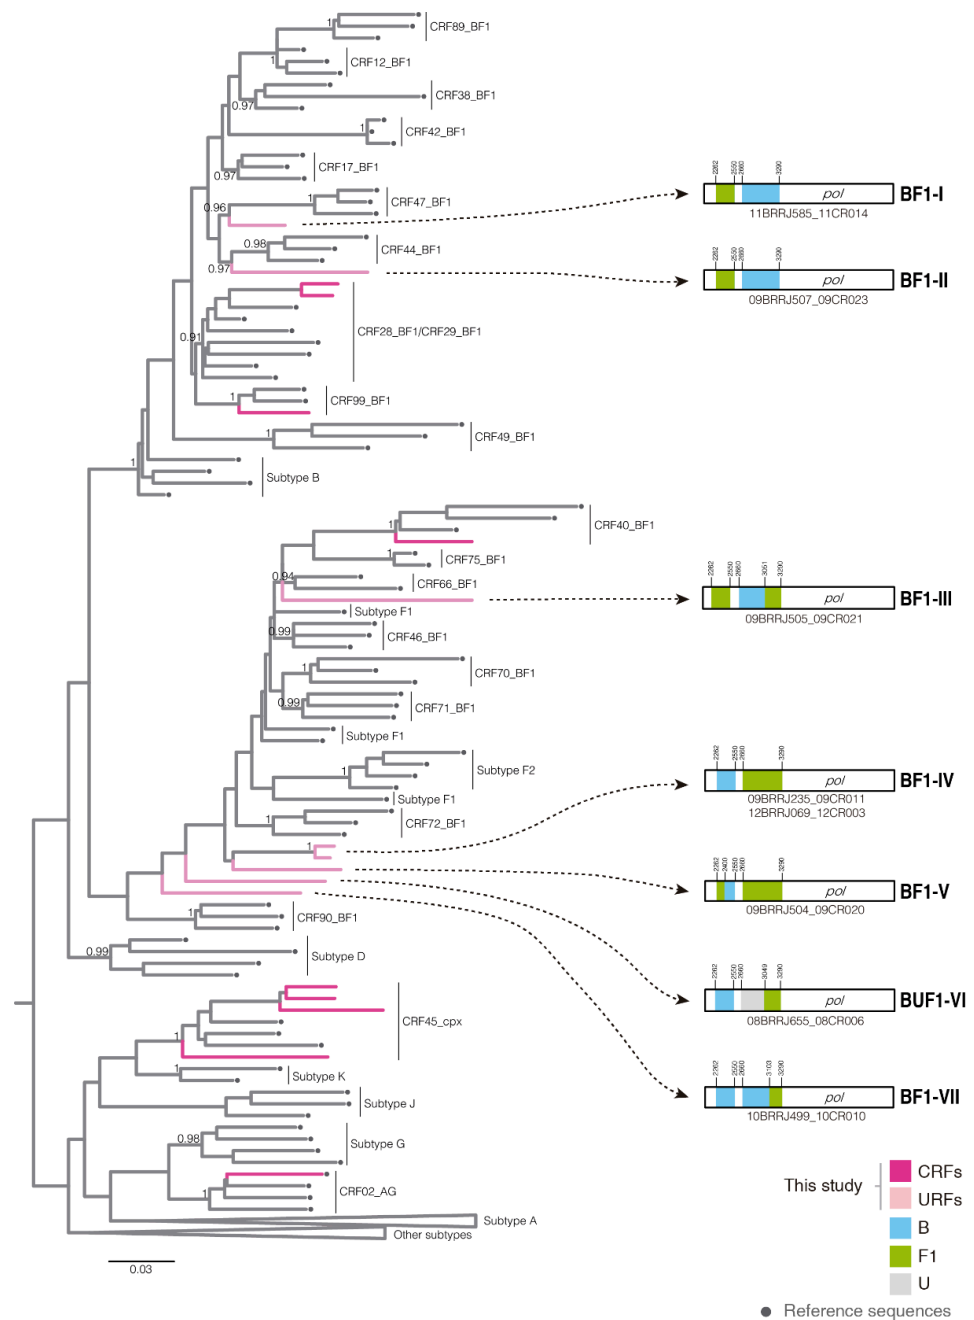 CRF89_BF1
1
CRF12_BF1
1
CRF38_BF1
0.97
CRF42_BF1
1
CRF17_BF1
0.97
CRF47_BF1
1
0.96
CRF44_BF1
0.98
0.97
CRF28_BF1/CRF29_BF1
0.91
CRF99_BF1
1
CRF49_BF1
1
Subtype B
1
CRF40_BF1
1
CRF75_BF1
1
CRF66_BF1
0.94
Subtype F1
CRF46_BF1
0.99
CRF70_BF1
1
CRF71_BF1
0.99
Subtype F1
Subtype F2
1
Subtype F1
CRF72_BF1
1
1
CRF90_BF1
1
Subtype D
0.99
CRF45_cpx
1
Subtype K
1
Subtype J
Subtype G
0.98
CRF02_AG
1
Subtype A
Other subtypes
0.03
2262 2550 2660 3290
pol BF1-I
11BRRJ585_11CR014
2262 2550 2660 3290
pol BF1-II
09BRRJ507_09CR023
2262 2550 2660 3051 3290
pol BF1-III
09BRRJ505_09CR021
2262 2550 2660 3290
pol BF1-IV
09BRRJ235_09CR011
12BRRJ069_12CR003
2262 2400 2550 2660 3290
pol BF1-V
09BRRJ504_09CR020
2262 2550 2660 3049 3290
pol BUF1-VI
08BRRJ655_08CR006
2262 2550 2660 3103 3290
pol BF1-VII
10BRRJ499_10CR010
This study
CRFs
URFs
B
F1
U
Reference sequences